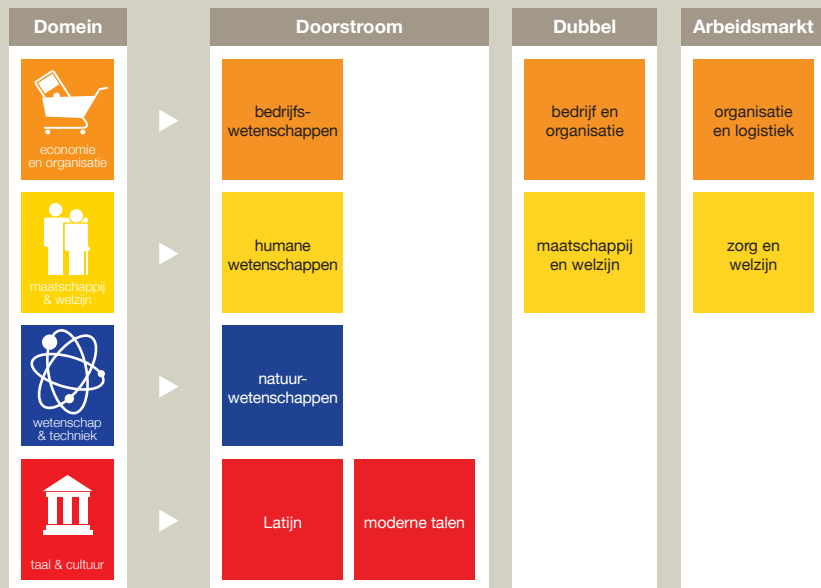 Domein
Doorstroom
Dubbel
Arbeidsmarkt
economie
en organisatie
bedrijfs-
wetenschappen
bedrijf en
organisatie
organisatie
en logistiek
maatschappij
& welzijn
humane
wetenschappen
maatschappij
en welzijn
zorg en
welzijn
wetenschap
& techniek
natuur-
wetenschappen
taal & cultuur
Latijn
moderne talen